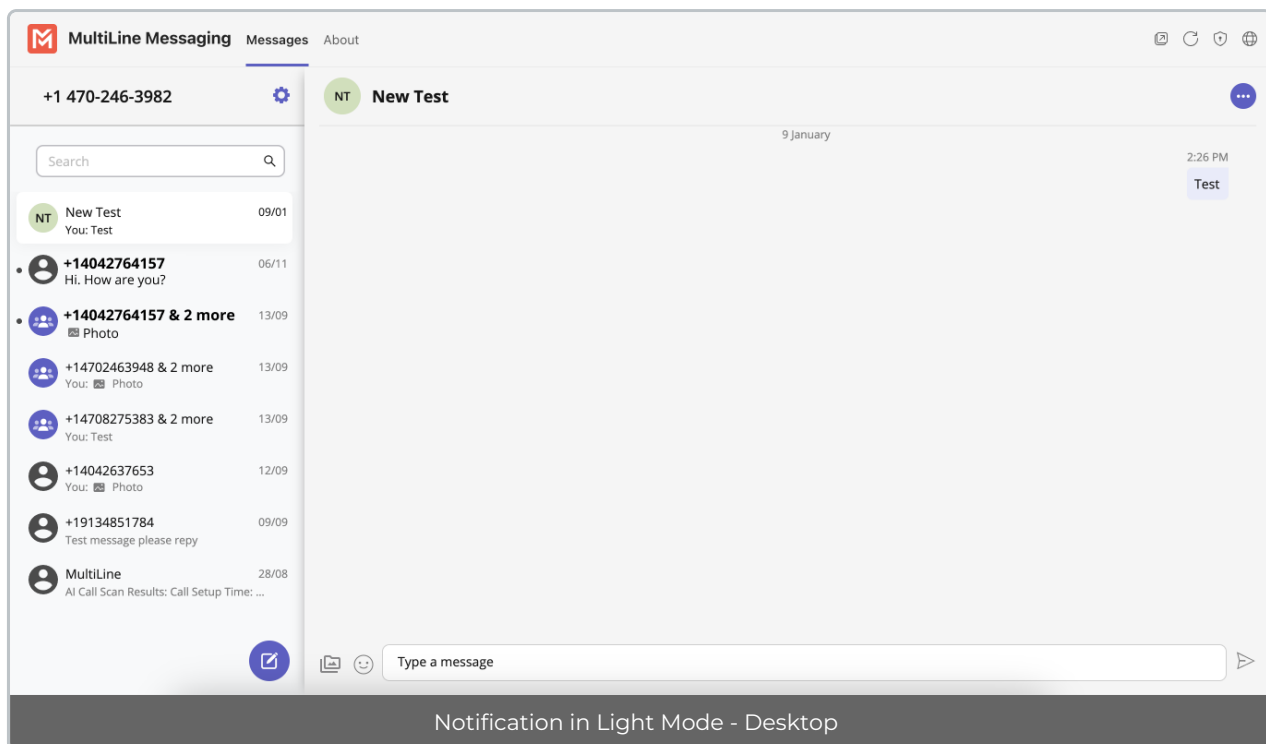 MultiLine Messaging Messages About
+1 470-246-3982
Search
NT New Test 09/01
You: Test
+14042764157 06/11
Hi. How are you?
+14042764157 & 2 more 13/09
Photo
+14702463948 & 2 more 13/09
You: Photo
+14708275383 & 2 more 13/09
You: Test
+14042637653 12/09
You: Photo
+19134851784 09/09
Test message please repy
MultiLine 28/08
AI Call Scan Results: Call Setup Time: ...
NT New Test
9 January
2:26 PM
Test
Type a message
Notification in Light Mode - Desktop